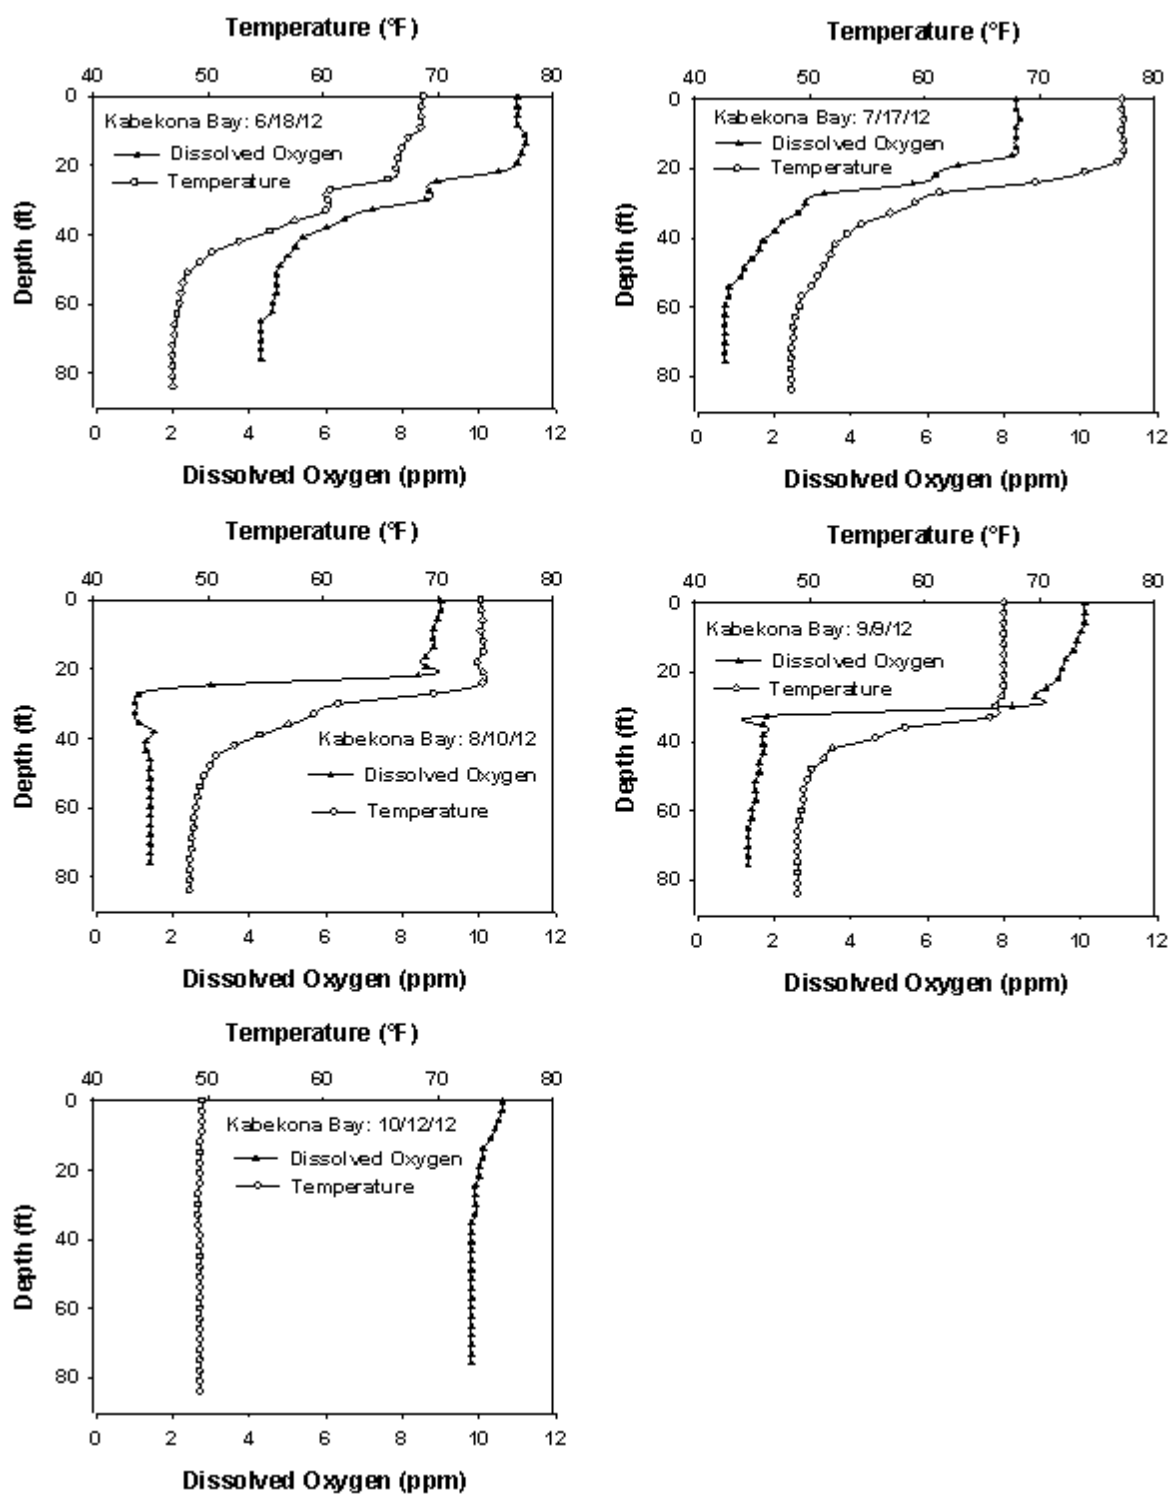 Temperature (°F)
40 50 60 70 80
0
20
40
60
80
Depth (ft)
Kabekona Bay: 6/18/12
Dissolved Oxygen
Temperature
0 2 4 6 8 10 12
Dissolved Oxygen (ppm)
Temperature (°F)
40 50 60 70 80
0
20
40
60
80
Depth (ft)
Kabekona Bay: 7/17/12
Dissolved Oxygen
Temperature
0 2 4 6 8 10 12
Dissolved Oxygen (ppm)
Temperature (°F)
40 50 60 70 80
0
20
40
60
80
Depth (ft)
Kabekona Bay: 8/10/12
Dissolved Oxygen
Temperature
0 2 4 6 8 10 12
Dissolved Oxygen (ppm)
Temperature (°F)
40 50 60 70 80
0
20
40
60
80
Depth (ft)
Kabekona Bay: 9/9/12
Dissolved Oxygen
Temperature
0 2 4 6 8 10 12
Dissolved Oxygen (ppm)
Temperature (°F)
40 50 60 70 80
0
20
40
60
80
Depth (ft)
Kabekona Bay: 10/12/12
Dissolved Oxygen
Temperature
0 2 4 6 8 10 12
Dissolved Oxygen (ppm)